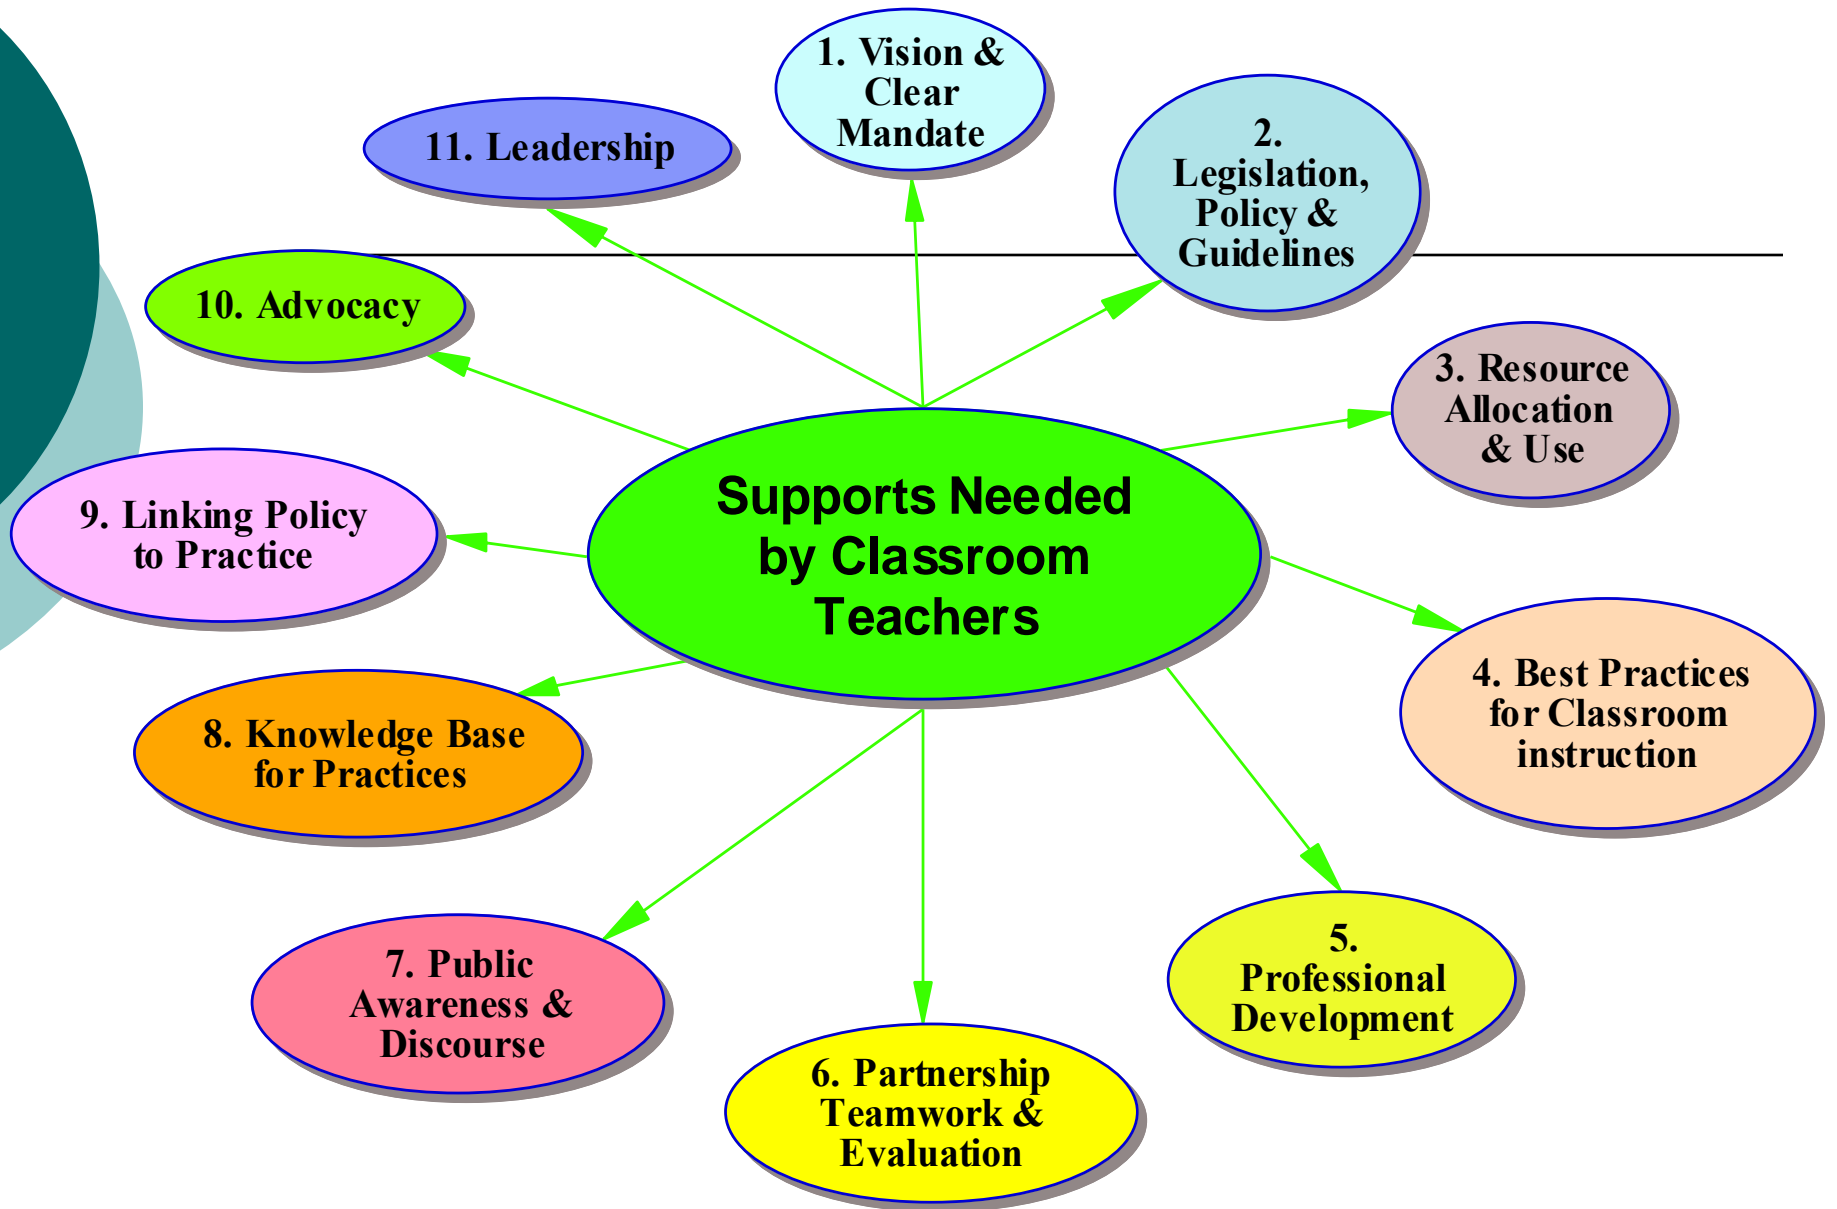 Supports Needed
by Classroom
Teachers
1. Vision &
Clear
Mandate
2.
Legislation,
Policy &
Guidelines
3. Resource
Allocation
& Use
4. Best Practices
for Classroom
instruction
5.
Professional
Development
6. Partnership
Teamwork &
Evaluation
7. Public
Awareness &
Discourse
8. Knowledge Base
for Practices
9. Linking Policy
to Practice
10. Advocacy
11. Leadership